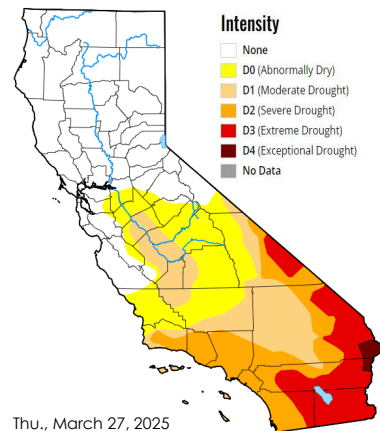 Intensity
None
D0 (Abnormally Dry)
D1 (Moderate Drought)
D2 (Severe Drought)
D3 (Extreme Drought)
D4 (Exceptional Drought)
No Data
Thu., March 27, 2025